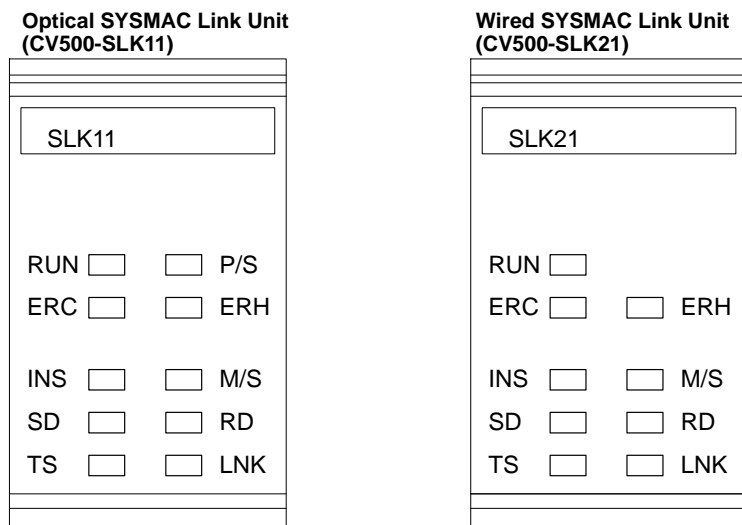 Optical SYSMAC Link Unit
(CV500-SLK11)
SLK11
RUN P/S
ERC ERH
INS M/S
SD RD
TS LNK
Wired SYSMAC Link Unit
(CV500-SLK21)
SLK21
RUN
ERC ERH
INS M/S
SD RD
TS LNK